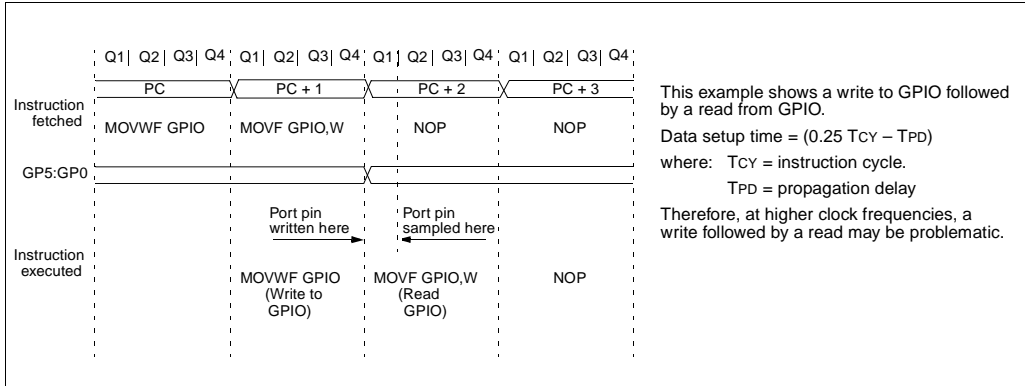 Q1| Q2| Q3| Q4 Q1| Q2| Q3| Q4 Q1| Q2| Q3| Q4 Q1| Q2| Q3| Q4
PC PC + 1 PC + 2 PC + 3
Instruction
fetched
MOVWF GPIO MOVF GPIO,W NOP NOP
GP5:GP0
Port pin
written here
Port pin
sampled here
Instruction
executed
MOVWF GPIO
(Write to
GPIO)
MOVF GPIO,W
(Read
GPIO)
NOP
This example shows a write to GPIO followed
by a read from GPIO.
Data setup time = (0.25 TCY – TPD)
where: TCY = instruction cycle.
TPD = propagation delay
Therefore, at higher clock frequencies, a
write followed by a read may be problematic.